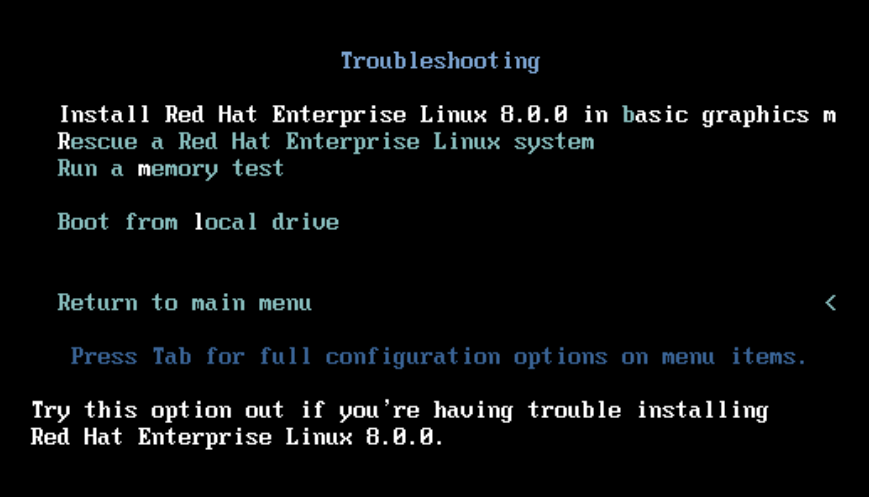 Troubleshooting
Install Red Hat Enterprise Linux 8.0.0 in basic graphics m
Rescue a Red Hat Enterprise Linux system
Run a memory test
Boot from local drive
Return to main menu <
Press Tab for full configuration options on menu items.
Try this option out if you're having trouble installing
Red Hat Enterprise Linux 8.0.0.